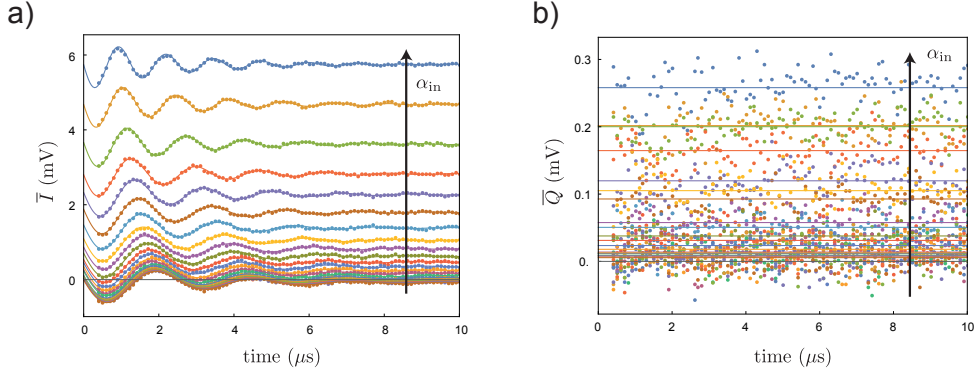 a)
6
4
2
0
I̅ (mV)
α_in
0 2 4 6 8 10
time (μs)
b)
0.3
0.2
0.1
0.
Q̅ (mV)
α_in
0 2 4 6 8 10
time (μs)